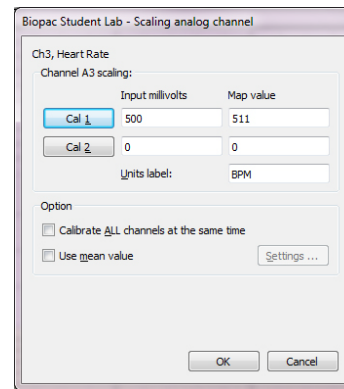 Biopac Student Lab - Scaling analog channel
Ch3, Heart Rate
Channel A3 scaling:
Input millivolts Map value
Cal 1 500 511
Cal 2 0 0
Units label: BPM
Option
Calibrate ALL channels at the same time
Use mean value Settings ...
OK Cancel